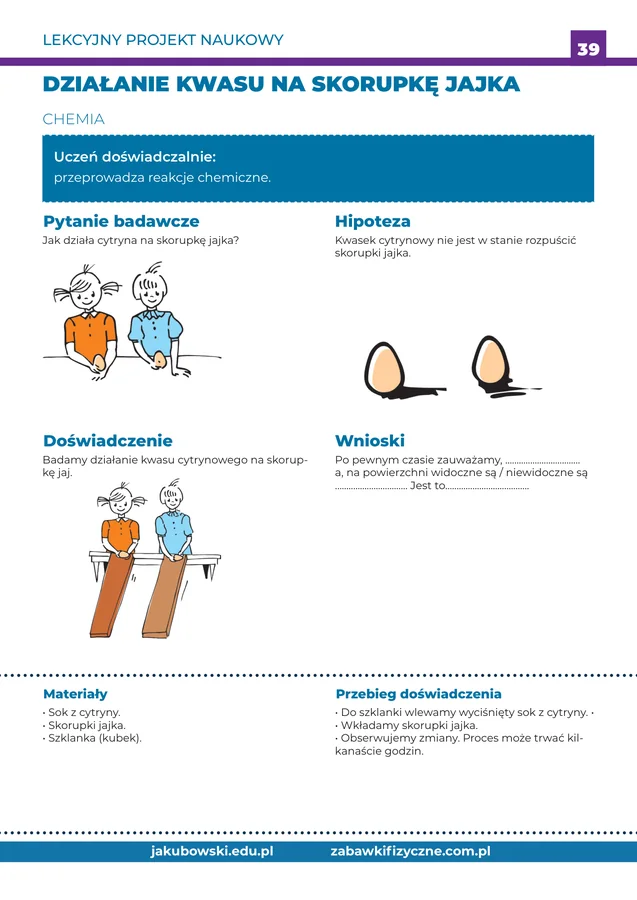 LEKCYJNY PROJEKT NAUKOWY
39
DZIAŁANIE KWASU NA SKORUPKĘ JAJKA
CHEMIA
Uczeń doświadczalnie:
przeprowadza reakcje chemiczne.
Pytanie badawcze
Jak działa cytryna na skorupkę jajka?
Hipoteza
Kwasek cytrynowy nie jest w stanie rozpuścić
skorupki jajka.
Doświadczenie
Badamy działanie kwasu cytrynowego na skorup-
kę jaj.
Wnioski
Po pewnym czasie zauważamy, .................................
a, na powierzchni widoczne są / niewidoczne są
................................ Jest to.....................................
Materiały
• Sok z cytryny.
• Skorupki jajka.
• Szklanka (kubek).
Przebieg doświadczenia
• Do szklanki wlewamy wyciśnięty sok z cytryny. •
• Wkładamy skorupki jajka.
• Obserwujemy zmiany. Proces może trwać kil-
kanaście godzin.
jakubowski.edu.pl
zabawkifizyczne.com.pl